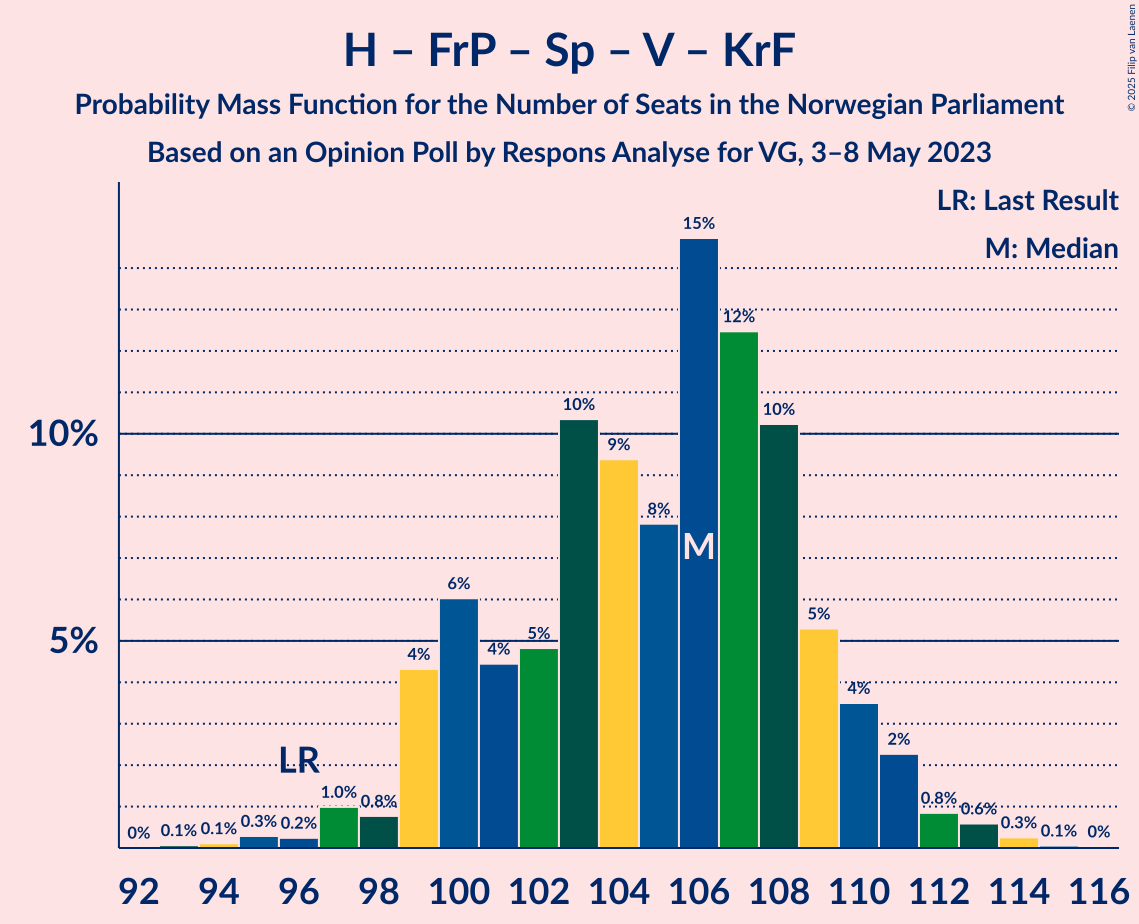 H – FrP – Sp – V – KrF
Probability Mass Function for the Number of Seats in the Norwegian Parliament
Based on an Opinion Poll by Respons Analyse for VG, 3–8 May 2023
© 2025 Filip van Laenen
LR: Last Result
M: Median
10%
5%
0% 0.1% 0.1% 0.3% 0.2% 1.0% 0.8% 4% 6% 4% 5% 10% 9% 8% 15% 12% 10% 5% 4% 2% 0.8% 0.6% 0.3% 0.1% 0%
LR
M
92 94 96 98 100 102 104 106 108 110 112 114 116